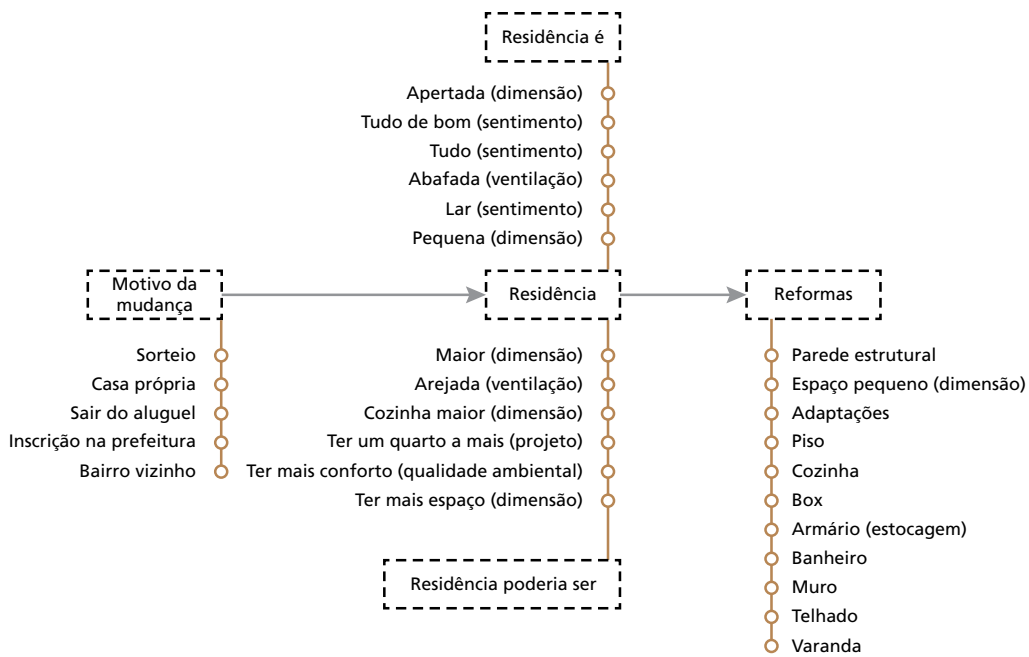 Residência é
Apertada (dimensão)
Tudo de bom (sentimento)
Tudo (sentimento)
Abafada (ventilação)
Lar (sentimento)
Pequena (dimensão)
Motivo da
mudança
Sorteio
Casa própria
Sair do aluguel
Inscrição na prefeitura
Bairro vizinho
Residência
Maior (dimensão)
Arejada (ventilação)
Cozinha maior (dimensão)
Ter um quarto a mais (projeto)
Ter mais conforto (qualidade ambiental)
Ter mais espaço (dimensão)
Residência poderia ser
Reformas
Parede estrutural
Espaço pequeno (dimensão)
Adaptações
Piso
Cozinha
Box
Armário (estocagem)
Banheiro
Muro
Telhado
Varanda